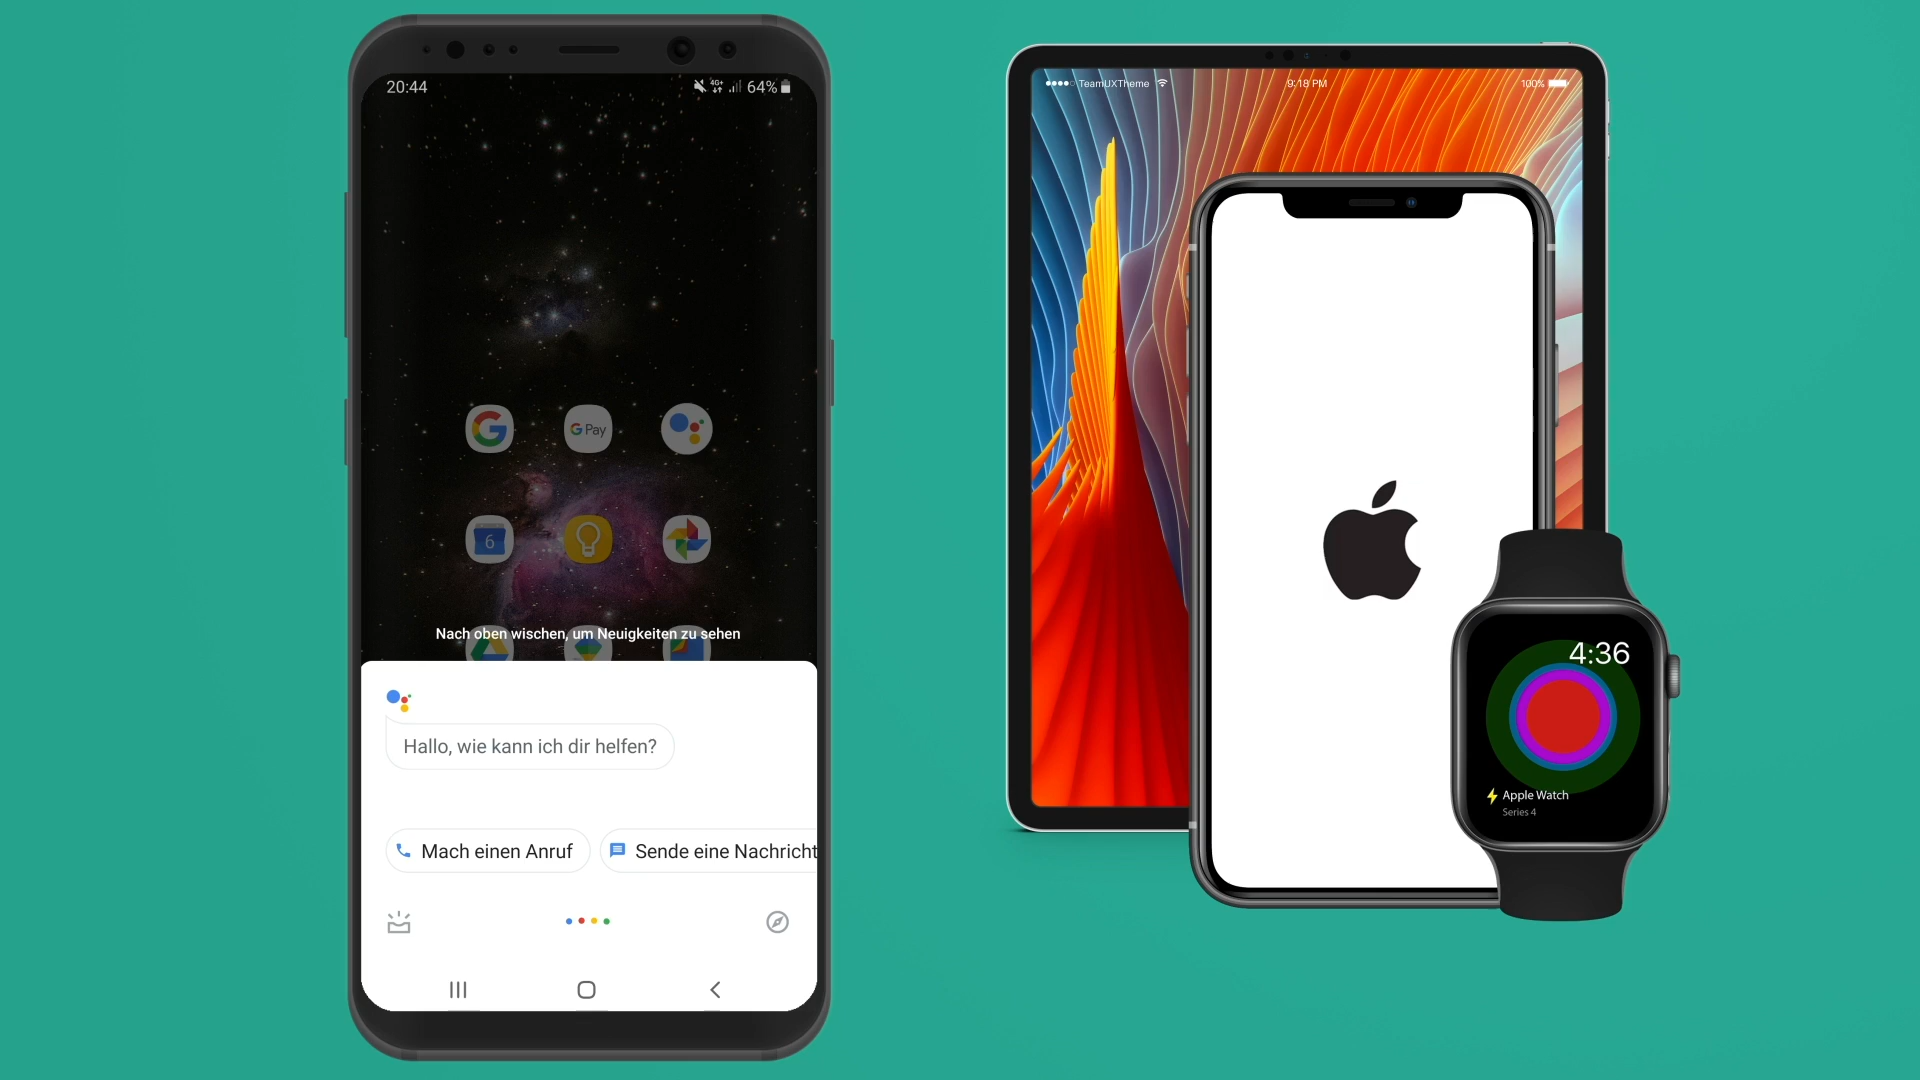 20:44
4G+
64%
G Pay
6
Nach oben wischen, um Neuigkeiten zu sehen
Hallo, wie kann ich dir helfen?
Mach einen Anruf
Sende eine Nachricht
TeamUXTheme
9:18 PM
100%
4:36
Apple Watch
Series 4